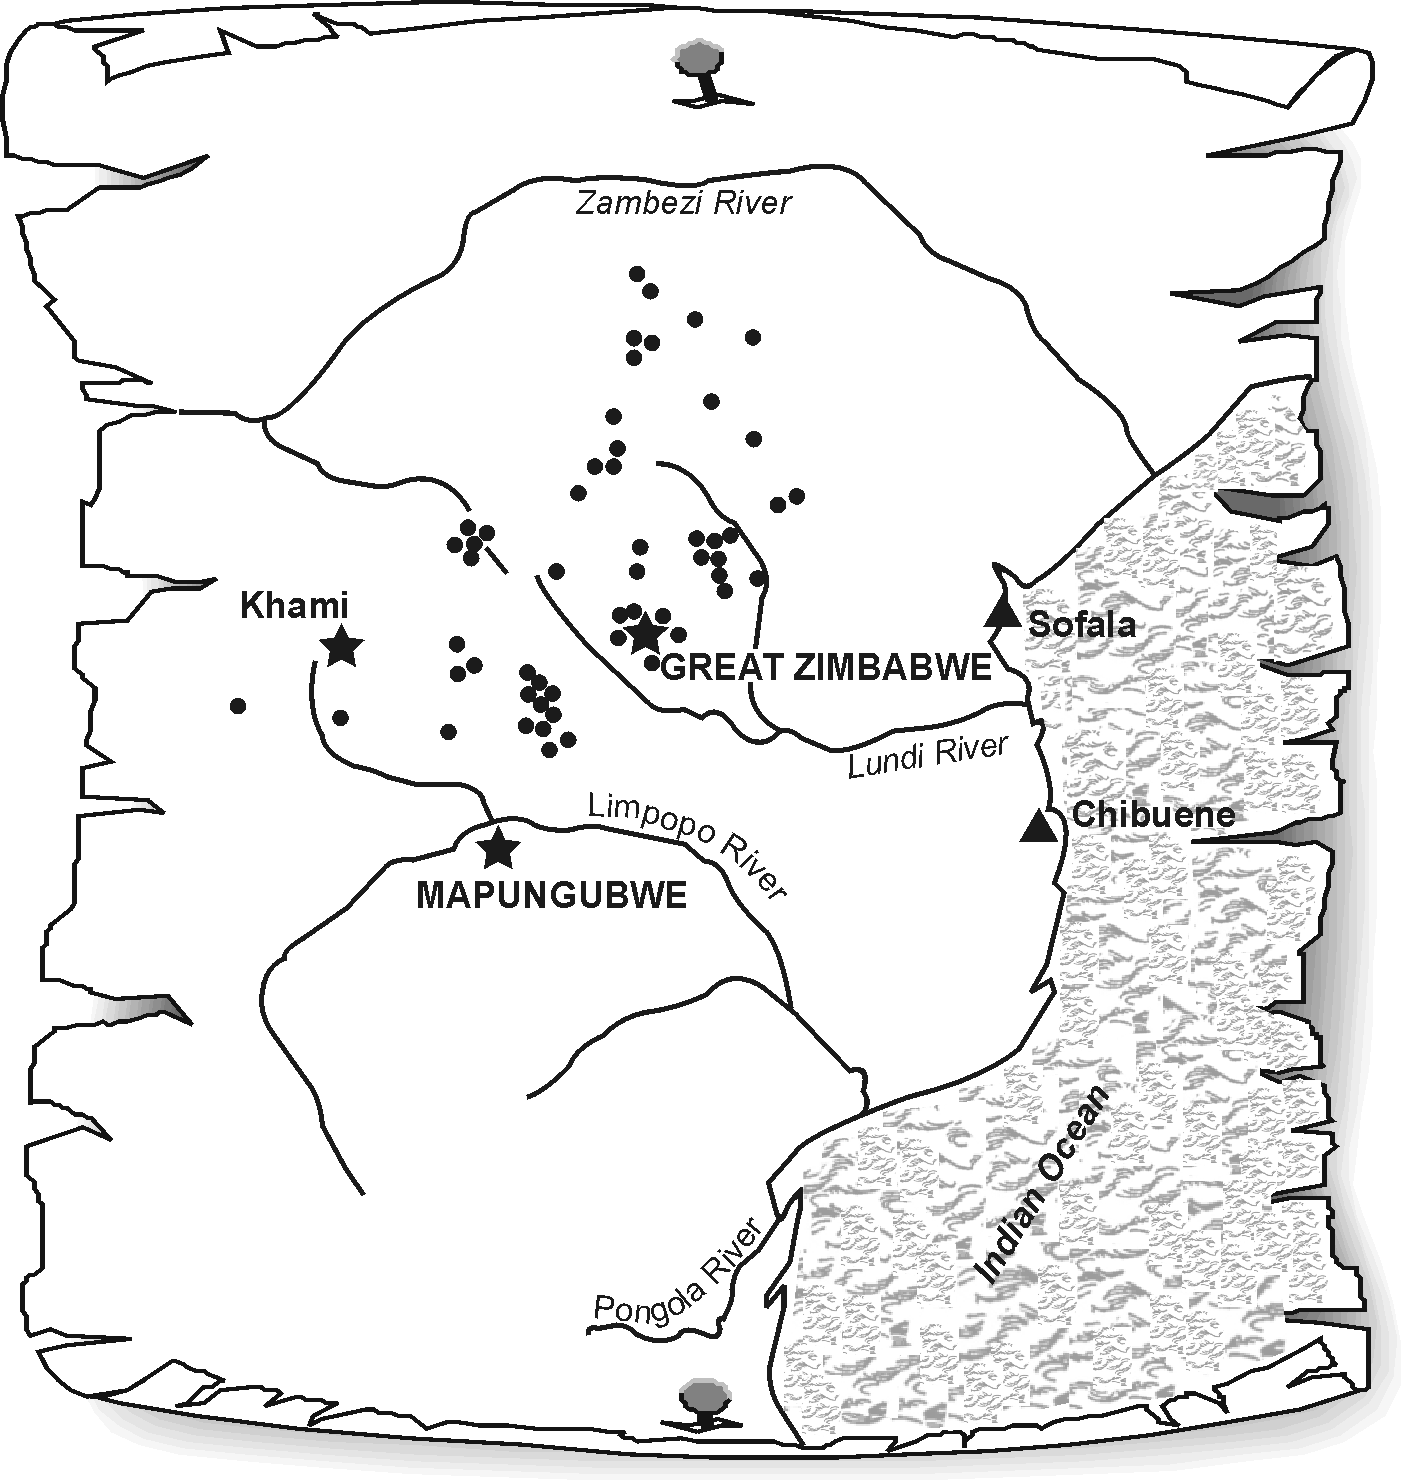 Zambezi River
Khami
Sofala
GREAT ZIMBABWE
Lundi River
Limpopo River
Chibuene
MAPUNGUBWE
Indian Ocean
Pongola River